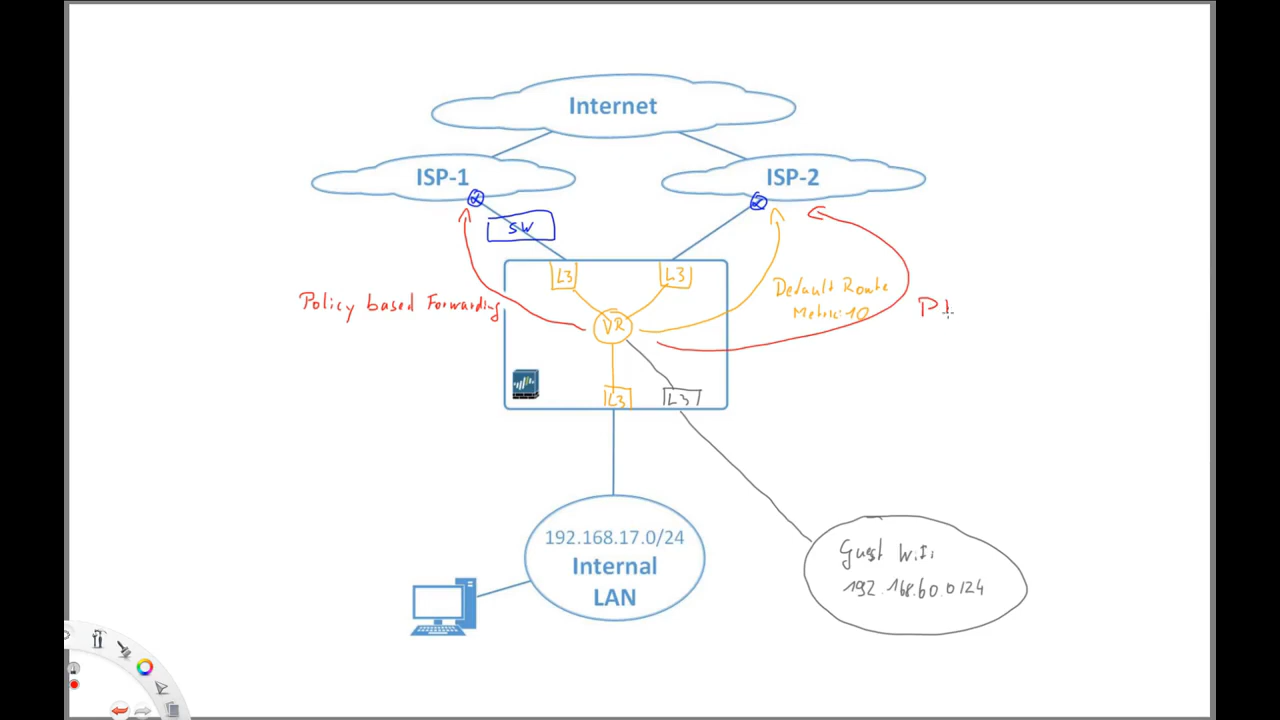 Internet
ISP-1
ISP-2
SW
L3
L3
Policy based Forwarding
VR
Default Route
Metric:10
L3
L3
192.168.17.0/24
Internal
LAN
Guest WiFi
192.168.60.0/24